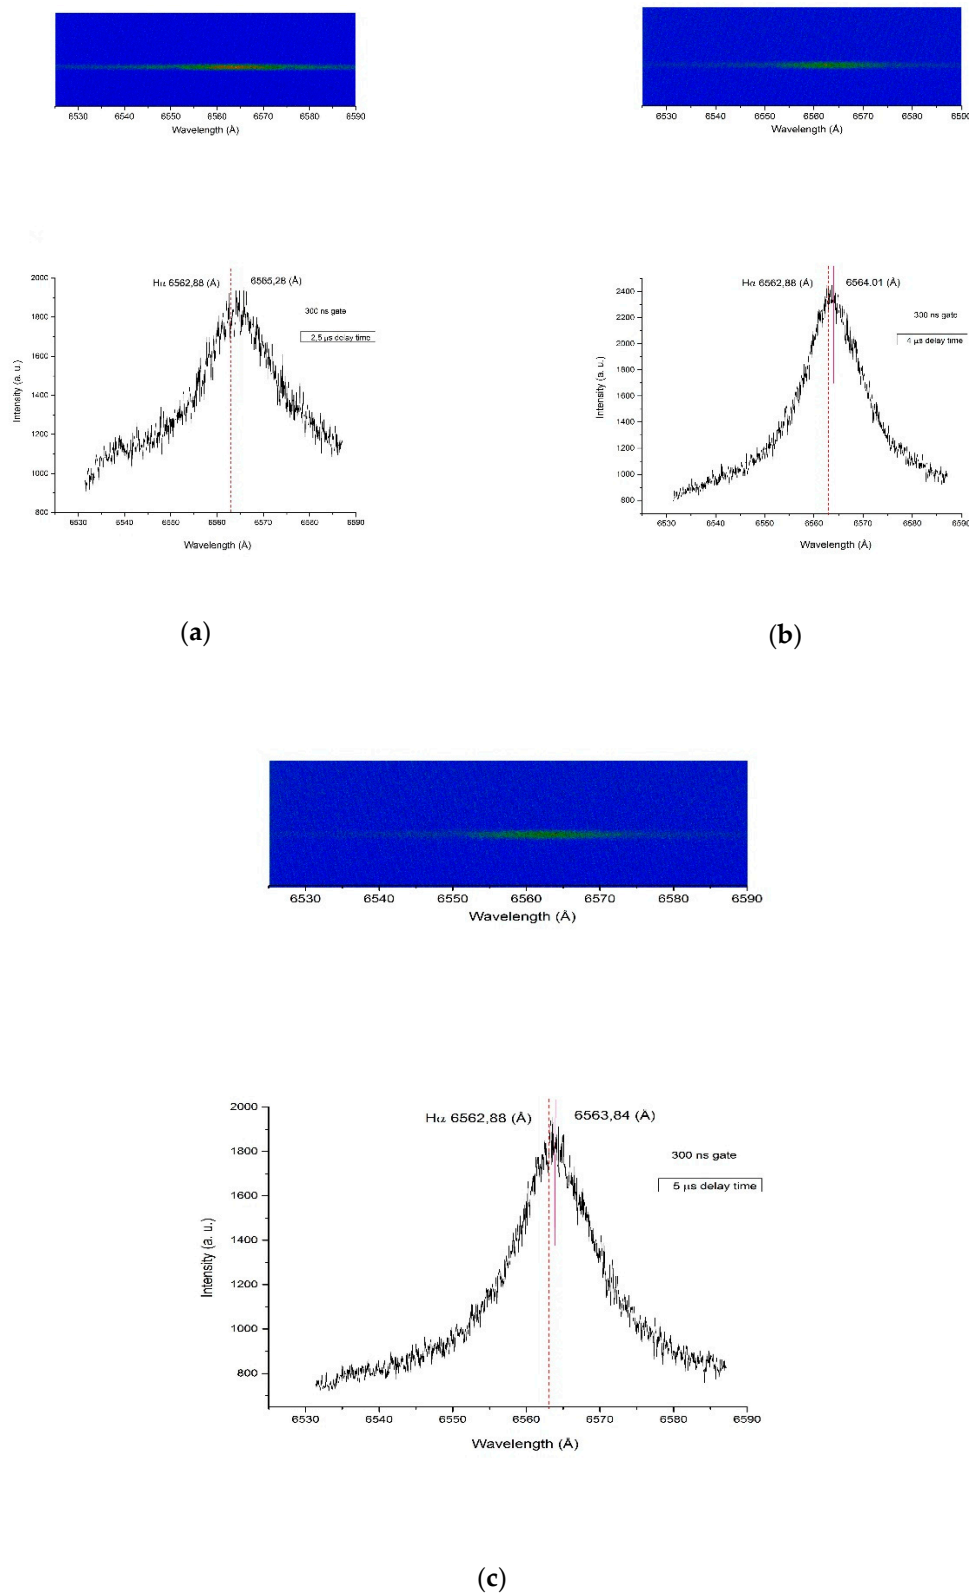 6530 6540 6550 6560 6570 6580 6590
Wavelength (Å)
6530 6540 6550 6560 6570 6580 6590
Wavelength (Å)
2000
1800
1600
1400
1200
1000
800
Intensity (a. u.)
Hα 6562,88 (Å)
6565,28 (Å)
300 ns gate
2,5 μs delay time
6530 6540 6550 6560 6570 6580 6590
Wavelength (Å)
(a)
2400
2200
2000
1800
1600
1400
1200
1000
800
Intensity (a. u.)
Hα 6562,88 (Å)
6564.01 (Å)
300 ns gate
4 μs delay time
6530 6540 6550 6560 6570 6580 6590
Wavelength (Å)
(b)
6530 6540 6550 6560 6570 6580 6590
Wavelength (Å)
2000
1800
1600
1400
1200
1000
800
Intensity (a. u.)
Hα 6562,88 (Å)
6563,84 (Å)
300 ns gate
5 μs delay time
6530 6540 6550 6560 6570 6580 6590
Wavelength (Å)
(c)